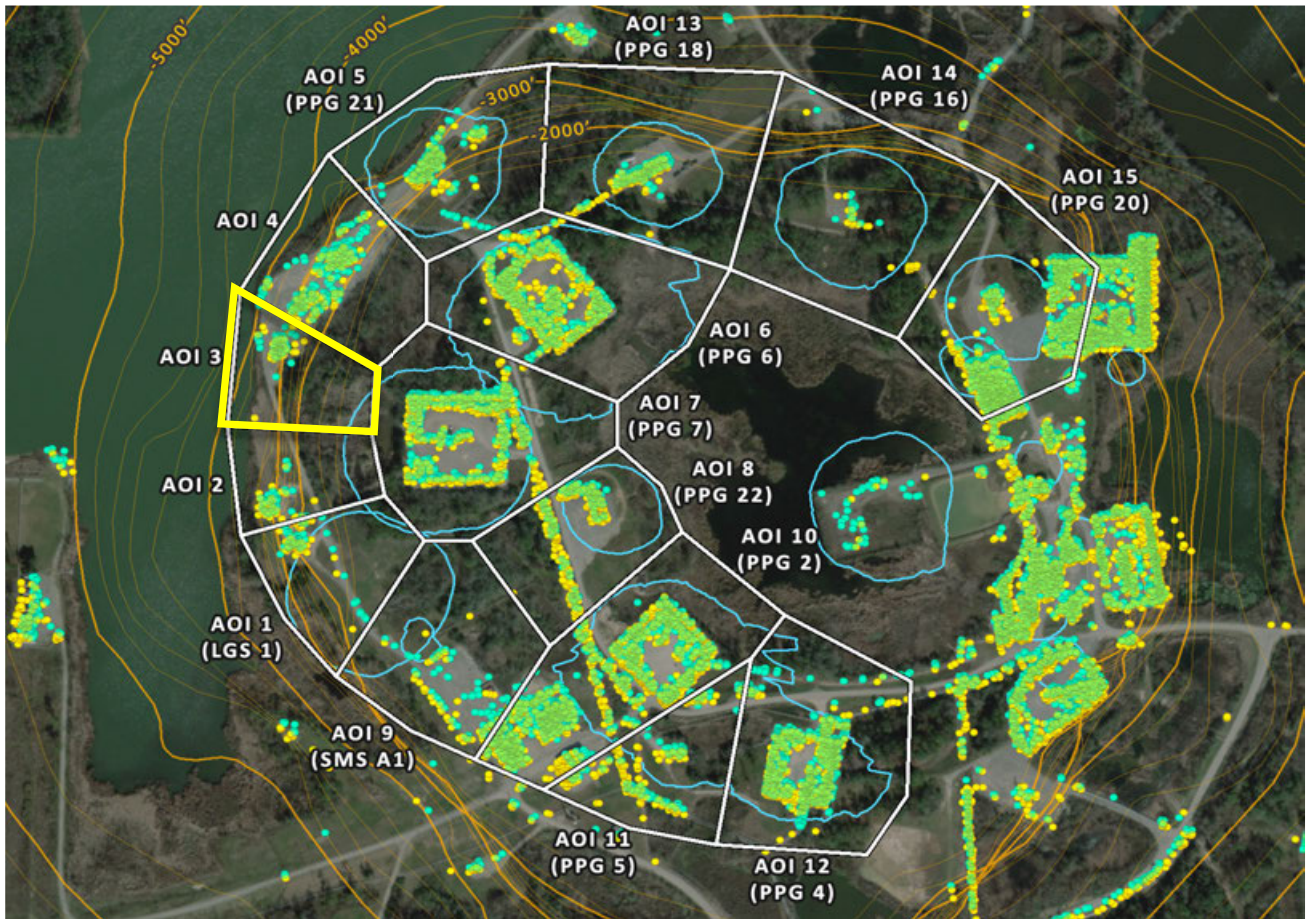 -5000'
-4000'
AOI 13
(PPG 18)
AOI 5
(PPG 21)
-3000'
-2000'
AOI 14
(PPG 16)
AOI 15
(PPG 20)
AOI 4
AOI 3
AOI 6
(PPG 6)
AOI 7
(PPG 7)
AOI 2
AOI 8
(PPG 22)
AOI 10
(PPG 2)
AOI 1
(LGS 1)
AOI 9
(SMS A1)
AOI 11
(PPG 5)
AOI 12
(PPG 4)